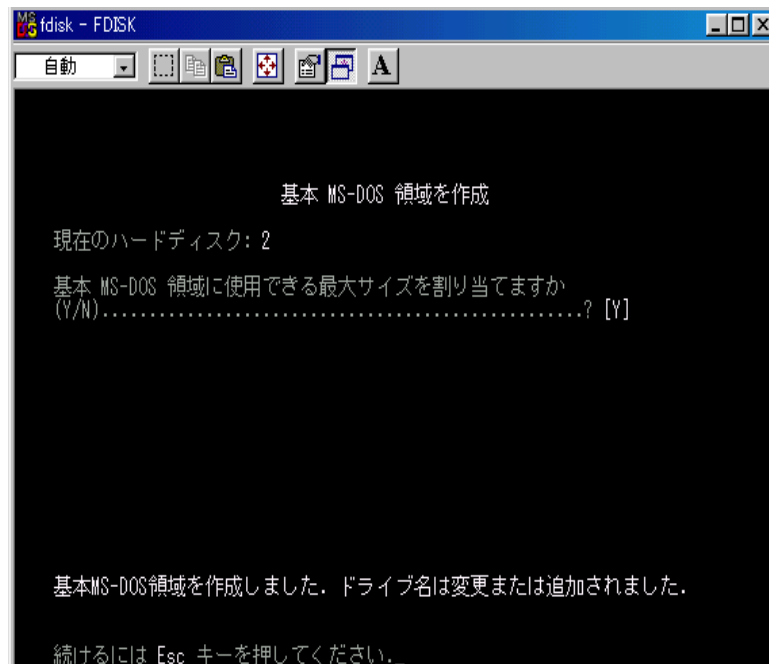 MS DOS fdisk - FDISK
自動
A
基本 MS-DOS 領域を作成
現在のハードディスク: 2
基本 MS-DOS 領域に使用できる最大サイズを割り当てますか
(Y/N)....................................................? [Y]
基本MS-DOS領域を作成しました. ドライブ名は変更または追加されました.
続けるには Esc キーを押してください._